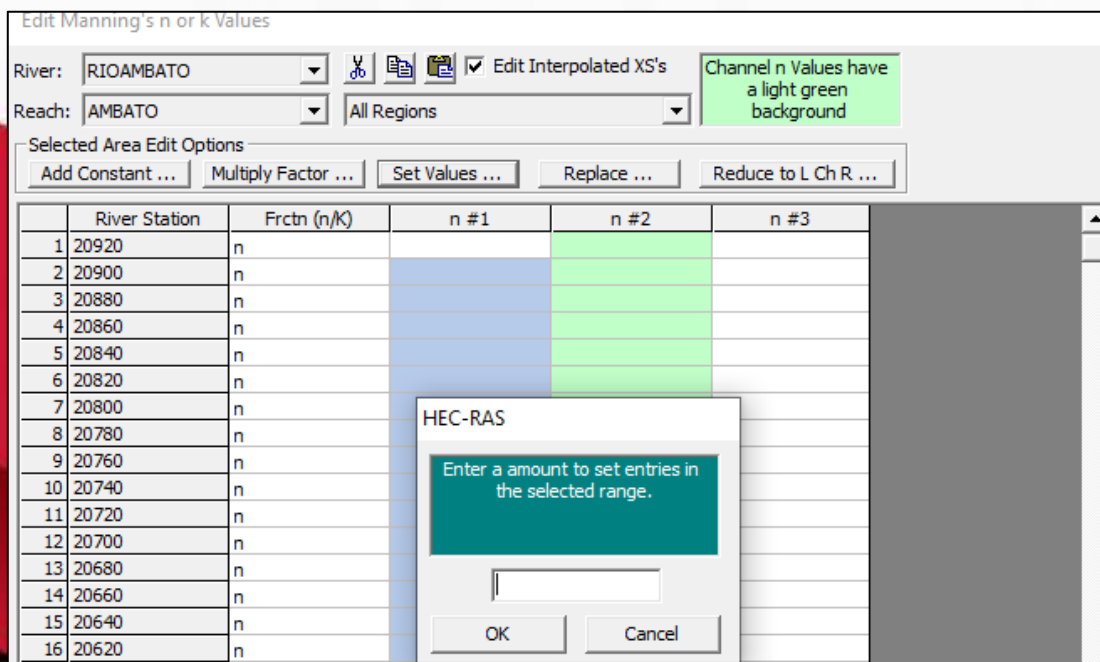 Edit Manning's n or k Values
River: RIOAMBATO Edit Interpolated XS's
Channel n Values have
a light green
background
Reach: AMBATO All Regions
Selected Area Edit Options
Add Constant ... Multiply Factor ... Set Values ... Replace ... Reduce to L Ch R ...
River Station Frctn (n/K) n #1 n #2 n #3
1 20920 n
2 20900 n
3 20880 n
4 20860 n
5 20840 n
6 20820 n
7 20800 n
8 20780 n
9 20760 n
10 20740 n
11 20720 n
12 20700 n
13 20680 n
14 20660 n
15 20640 n
16 20620 n
HEC-RAS
Enter a amount to set entries in
the selected range.
OK Cancel